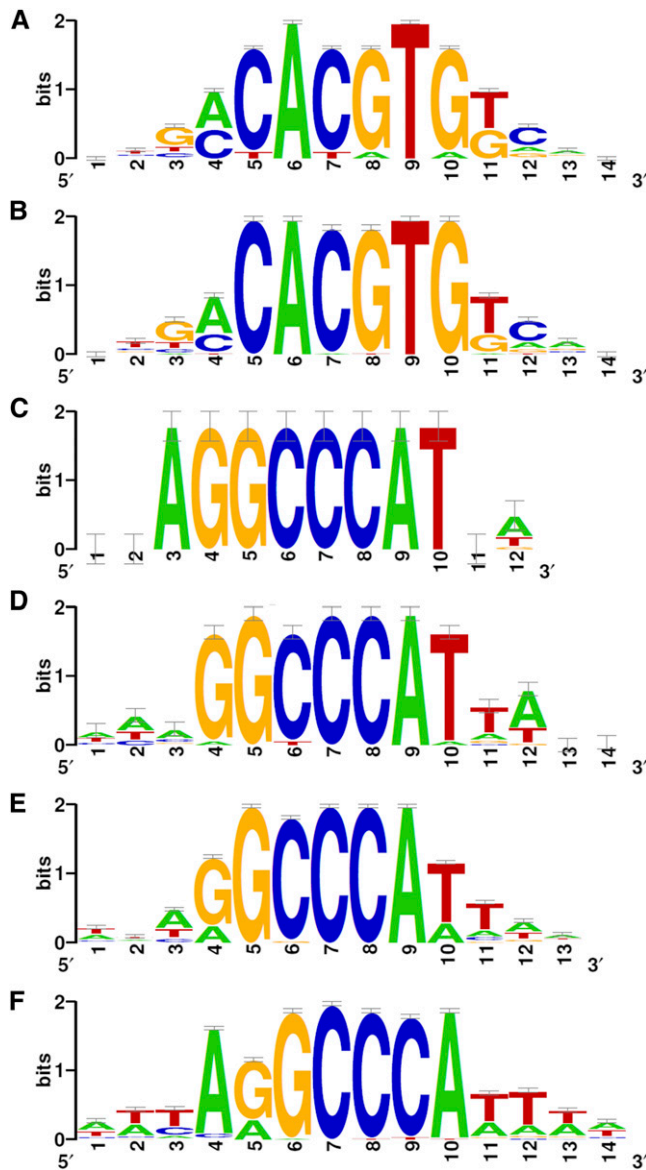 A
2
bits
1
G A C A C G T G T C
C G
0
5′ 1 2 3 4 5 6 7 8 9 10 11 12 13 14 3′
B
2
bits
1
G A C A C G T G T C
C G
0
5′ 1 2 3 4 5 6 7 8 9 10 11 12 13 14 3′
C
2
bits
1
A G G C C C A T A
0
5′ 1 2 3 4 5 6 7 8 9 10 11 12 3′
D
2
bits
1
A A A G G C C C A T T A
T T
0
5′ 1 2 3 4 5 6 7 8 9 10 11 12 13 14 3′
E
2
bits
1
T A G G C C C A T T A
T A A
0
5′ 1 2 3 4 5 6 7 8 9 10 11 12 13 3′
F
2
bits
1
A T T A G G C C C A T T T A
T A C A A A A T
0
5′ 1 2 3 4 5 6 7 8 9 10 11 12 13 14 3′